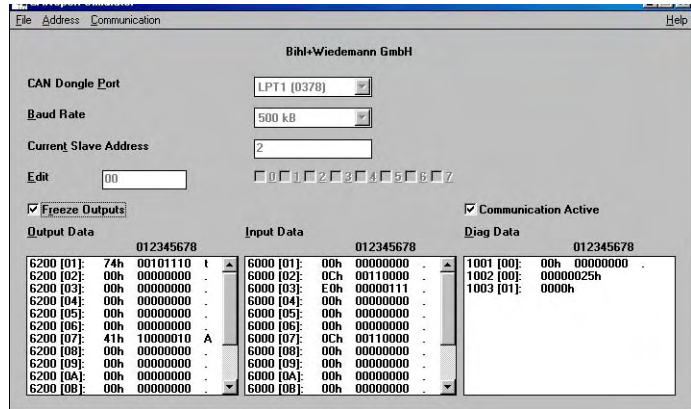 File Address Communication Help
Bihl+Wiedemann GmbH
CAN Dongle Port LPT1 (0378)
Baud Rate 500 kB
Current Slave Address 2
Edit 00 0 1 2 3 4 5 6 7
Freeze Outputs Communication Active
Output Data Input Data Diag Data
012345678 012345678 012345678
6200 [01]: 74h 00101110 t 6000 [01]: 00h 00000000 . 1001 [00]: 00h 00000000 .
6200 [02]: 00h 00000000 . 6000 [02]: 0Ch 00110000 . 1002 [00]: 00000025h
6200 [03]: 00h 00000000 . 6000 [03]: E0h 00000111 . 1003 [01]: 0000h
6200 [04]: 00h 00000000 . 6000 [04]: 00h 00000000 .
6200 [05]: 00h 00000000 . 6000 [05]: 00h 00000000 .
6200 [06]: 00h 00000000 . 6000 [06]: 00h 00000000 .
6200 [07]: 41h 10000010 A 6000 [07]: 0Ch 00110000 .
6200 [08]: 00h 00000000 . 6000 [08]: 00h 00000000 .
6200 [09]: 00h 00000000 . 6000 [09]: 00h 00000000 .
6200 [0A]: 00h 00000000 . 6000 [0A]: 00h 00000000 .
6200 [0B]: 00h 00000000 . 6000 [0B]: 00h 00000000 .